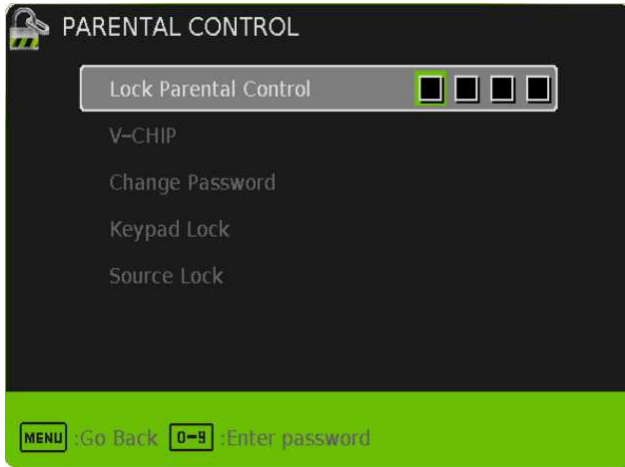 PARENTAL CONTROL
Lock Parental Control
V-CHIP
Change Password
Keypad Lock
Source Lock
MENU :Go Back 0-9 :Enter password